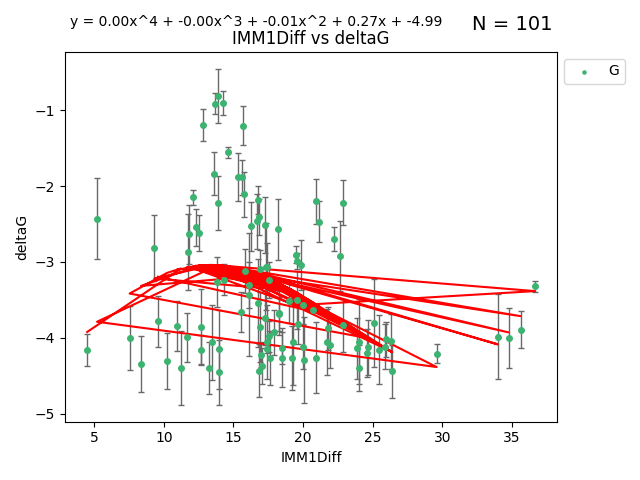 y = 0.00x^4 + -0.00x^3 + -0.01x^2 + 0.27x + -4.99
N = 101
IMM1Diff vs deltaG
G
deltaG
−1
−2
−3
−4
−5
5 10 15 20 25 30 35
IMM1Diff